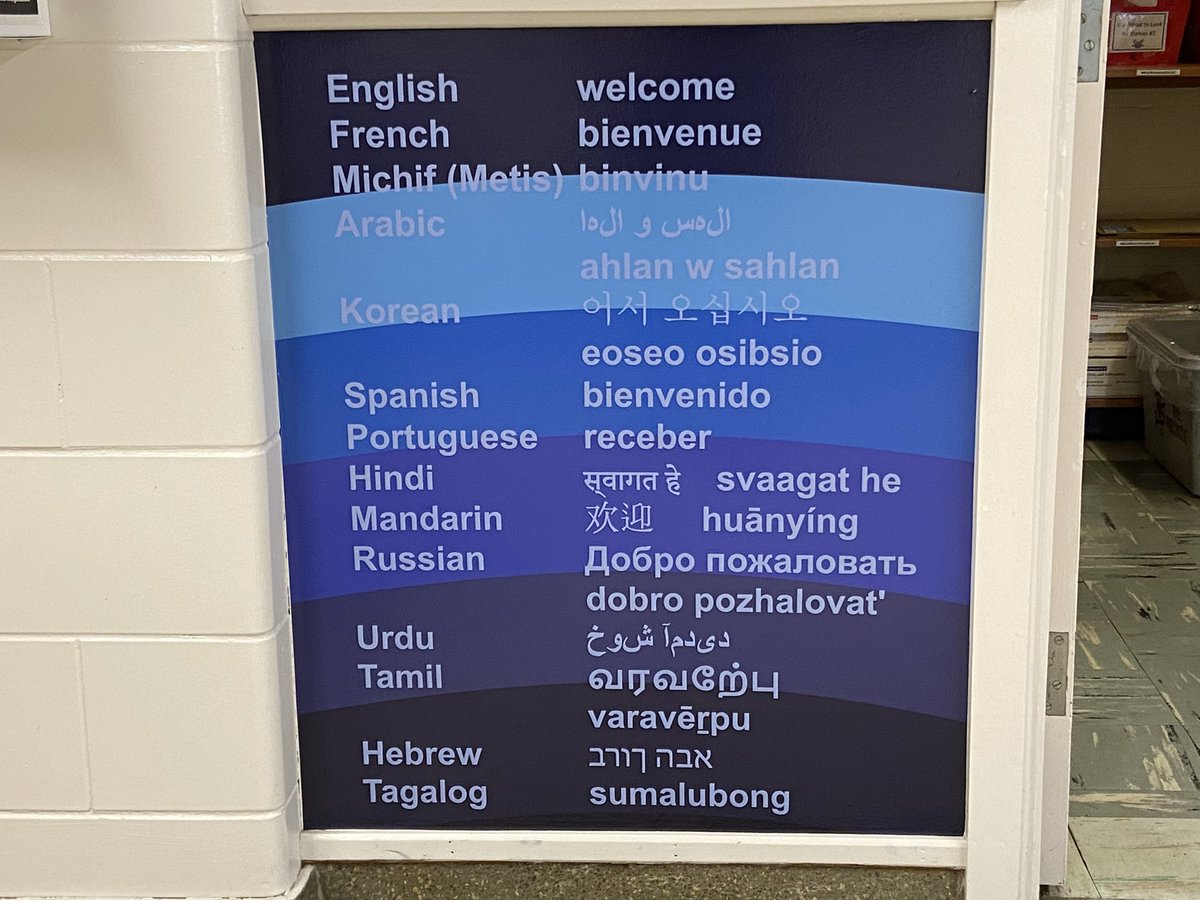 English welcome
French bienvenue
Michif (Metis) binvinu
Arabic الهس و الها
ahlan w sahlan
Korean 어서 오십시오
eoseo osibsio
Spanish bienvenido
Portuguese receber
Hindi स्वागत हे svaagat he
Mandarin 欢迎 huānyíng
Russian Добро пожаловать
dobro pozhalovat'
Urdu دیدمآ شوخ
Tamil வரவேற்பு
varavēṟpu
Hebrew אבה ךורב
Tagalog sumalubong